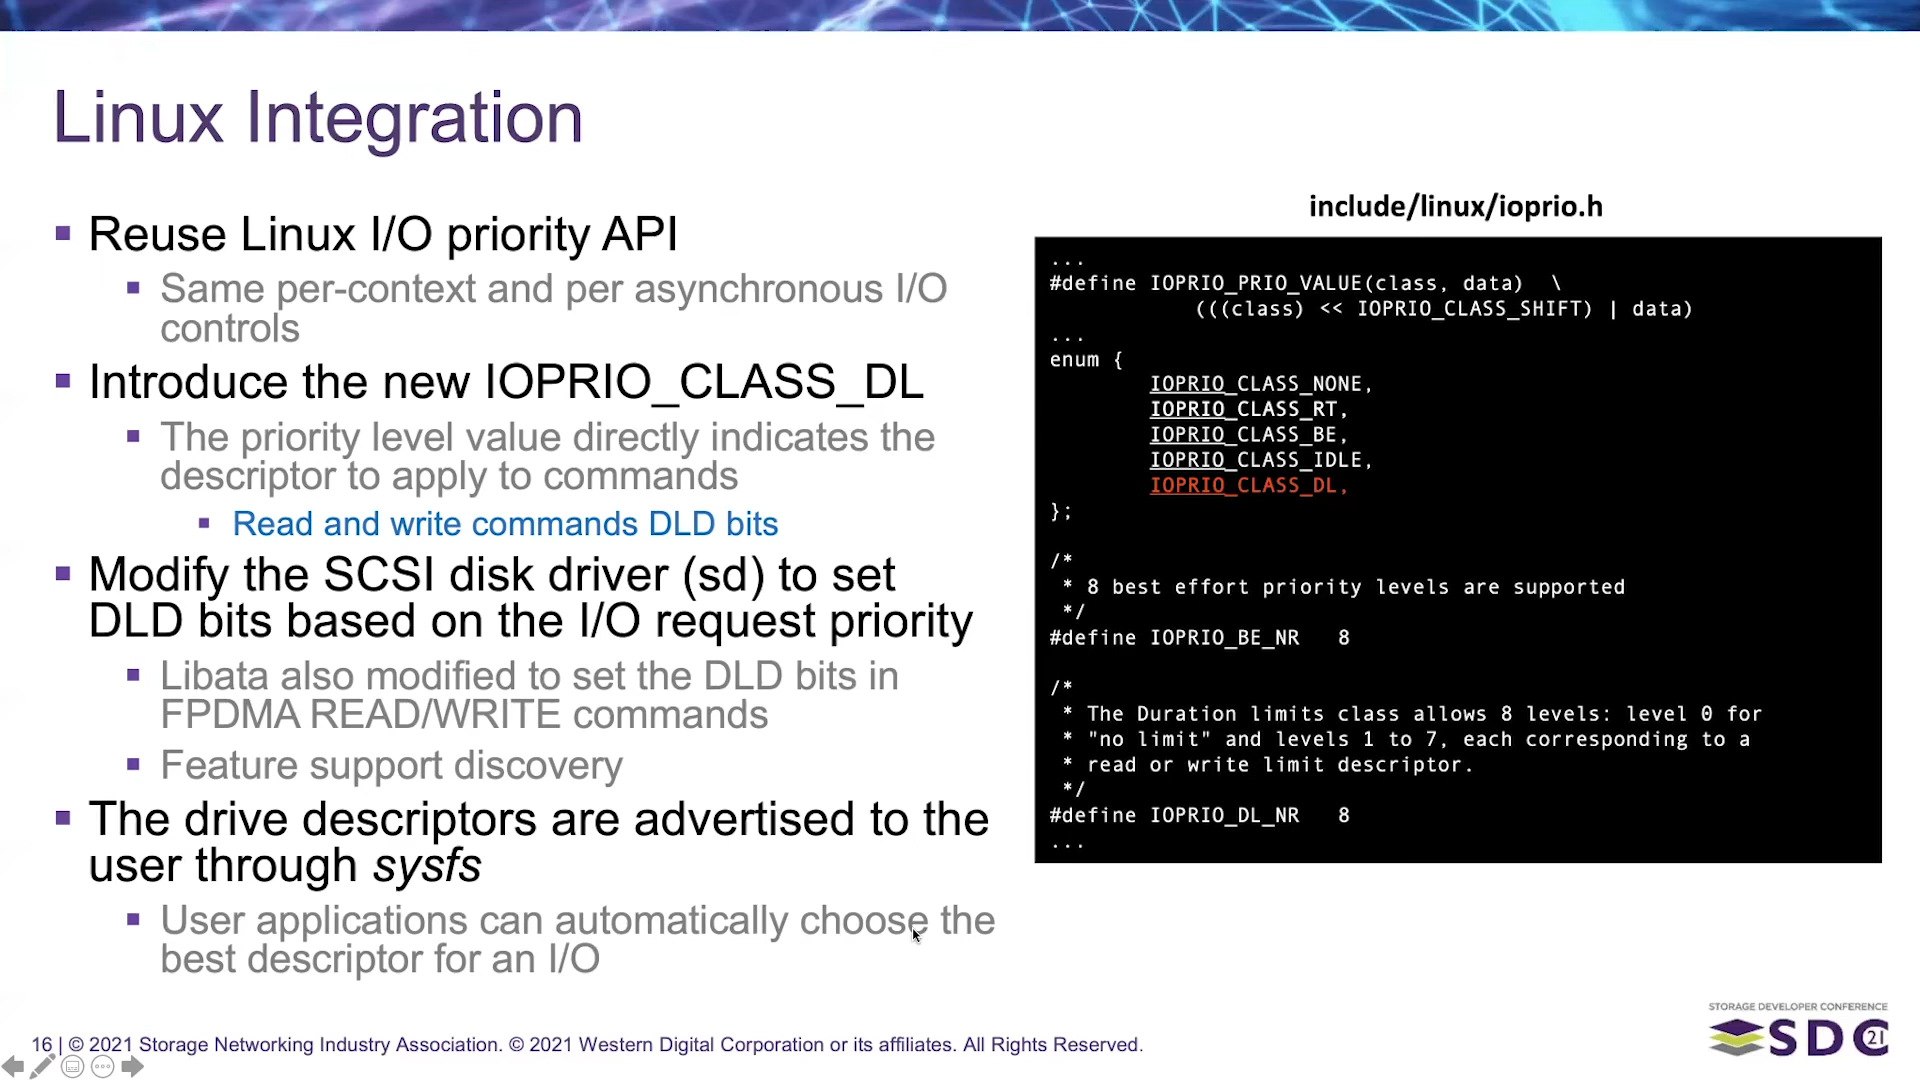 Linux Integration
Reuse Linux I/O priority API
Same per-context and per asynchronous I/O
controls
Introduce the new IOPRIO_CLASS_DL
The priority level value directly indicates the
descriptor to apply to commands
Read and write commands DLD bits
Modify the SCSI disk driver (sd) to set
DLD bits based on the I/O request priority
Libata also modified to set the DLD bits in
FPDMA READ/WRITE commands
Feature support discovery
The drive descriptors are advertised to the
user through sysfs
User applications can automatically choose the
best descriptor for an I/O
include/linux/ioprio.h
...
#define IOPRIO_PRIO_VALUE(class, data) \
(((class) << IOPRIO_CLASS_SHIFT) | data)
...
enum {
IOPRIO_CLASS_NONE,
IOPRIO_CLASS_RT,
IOPRIO_CLASS_BE,
IOPRIO_CLASS_IDLE,
IOPRIO_CLASS_DL,
};
/*
* 8 best effort priority levels are supported
*/
#define IOPRIO_BE_NR 8
/*
* The Duration limits class allows 8 levels: level 0 for
* "no limit" and levels 1 to 7, each corresponding to a
* read or write limit descriptor.
*/
#define IOPRIO_DL_NR 8
...
16 | © 2021 Storage Networking Industry Association. © 2021 Western Digital Corporation or its affiliates. All Rights Reserved.
STORAGE DEVELOPER CONFERENCE
SDC 21